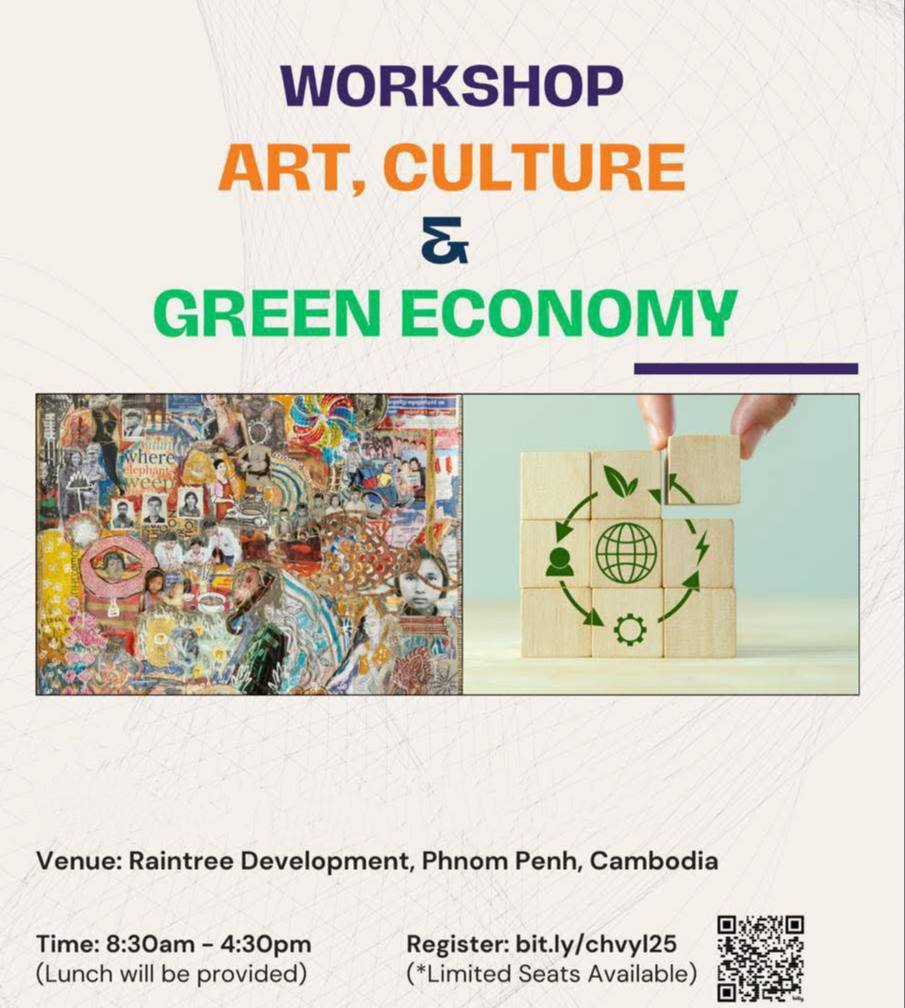 WORKSHOP
ART, CULTURE
&
GREEN ECONOMY
where
elephants
weep
Venue: Raintree Development, Phnom Penh, Cambodia
Time: 8:30am – 4:30pm
(Lunch will be provided)
Register: bit.ly/chvyl25
(*Limited Seats Available)